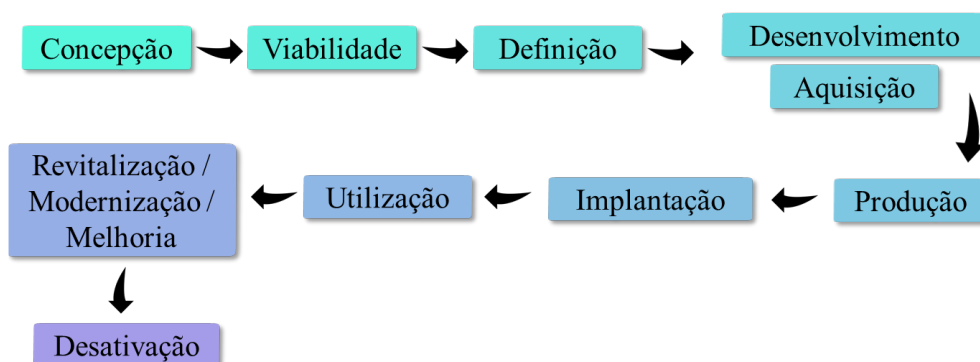 Concepção
Viabilidade
Definição
Desenvolvimento
Aquisição
Produção
Implantação
Utilização
Revitalização /
Modernização /
Melhoria
Desativação